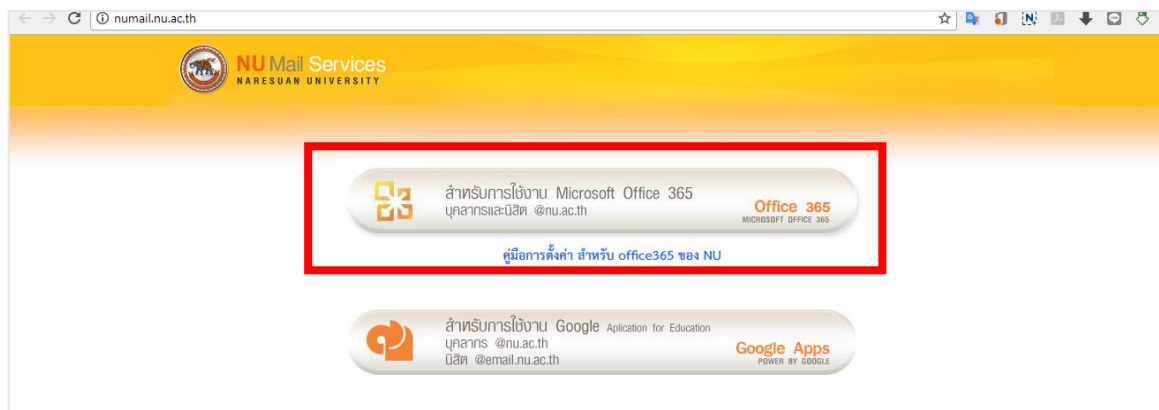 numail.nu.ac.th
NU Mail Services
NARESUAN UNIVERSITY
สำหรับการใช้งาน Microsoft Office 365
บุคลากรและนิสิต @nu.ac.th
Office 365
MICROSOFT OFFICE 365
คู่มือการตั้งค่า สำหรับ office365 ของ NU
สำหรับการใช้งาน Google Aplication for Education
บุคลากร @nu.ac.th
นิสิต @email.nu.ac.th
Google Apps
POWER BY GOOGLE